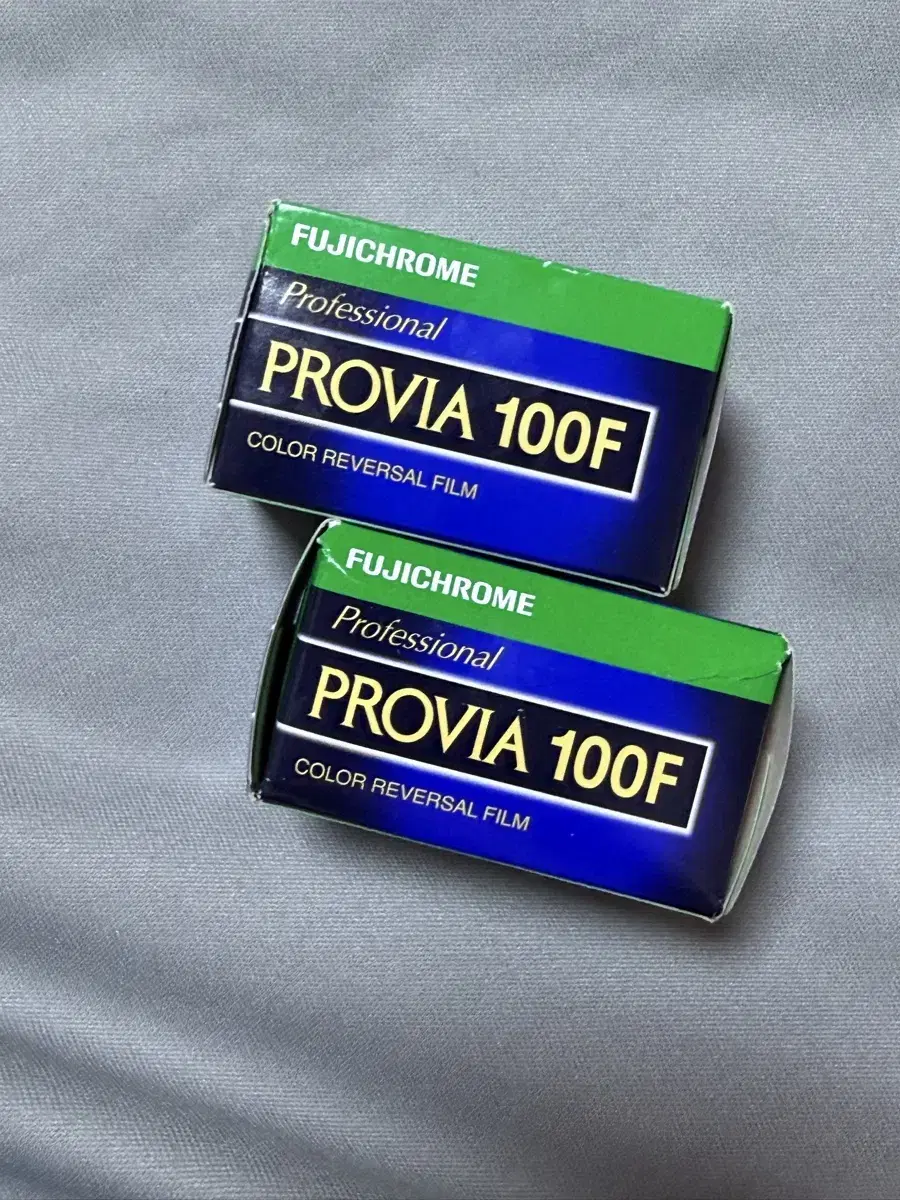 FUJICHROME
Professional
PROVIA 100F
COLOR REVERSAL FILM
FUJICHROME
Professional
PROVIA 100F
COLOR REVERSAL FILM